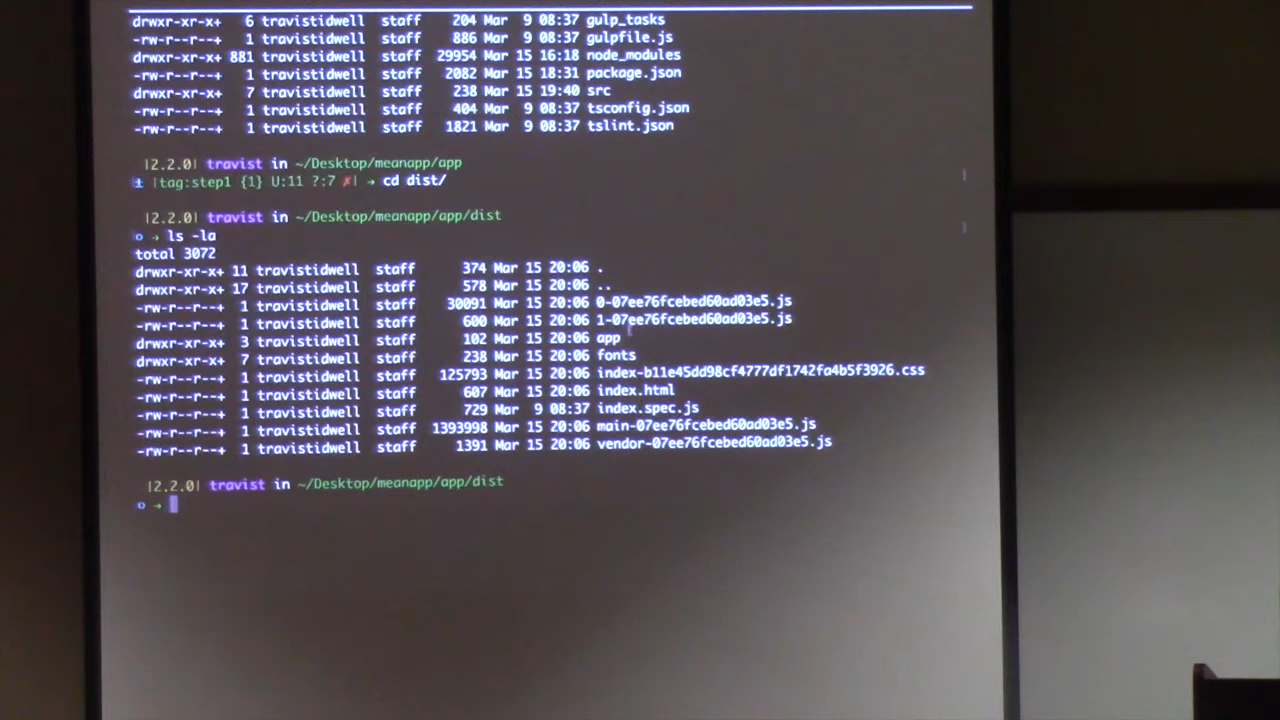 drwxr-xr-x+ 6 travistidwell staff 204 Mar 9 08:37 gulp_tasks
-rw-r--r--+ 1 travistidwell staff 886 Mar 9 08:37 gulpfile.js
drwxr-xr-x+ 881 travistidwell staff 29954 Mar 15 16:18 node_modules
-rw-r--r--+ 1 travistidwell staff 2082 Mar 15 18:31 package.json
drwxr-xr-x+ 7 travistidwell staff 238 Mar 15 19:40 src
-rw-r--r--+ 1 travistidwell staff 404 Mar 9 08:37 tsconfig.json
-rw-r--r--+ 1 travistidwell staff 1821 Mar 9 08:37 tslint.json
|2.2.0| travist in ~/Desktop/meanapp/app
± |tag:step1 {1} U:11 ?:7 ✗| → cd dist/
|2.2.0| travist in ~/Desktop/meanapp/app/dist
o → ls -la
total 3072
drwxr-xr-x+ 11 travistidwell staff 374 Mar 15 20:06 .
drwxr-xr-x+ 17 travistidwell staff 578 Mar 15 20:06 ..
-rw-r--r--+ 1 travistidwell staff 30091 Mar 15 20:06 0-07ee76fcebed60ad03e5.js
-rw-r--r--+ 1 travistidwell staff 600 Mar 15 20:06 1-07ee76fcebed60ad03e5.js
drwxr-xr-x+ 3 travistidwell staff 102 Mar 15 20:06 app
drwxr-xr-x+ 7 travistidwell staff 238 Mar 15 20:06 fonts
-rw-r--r--+ 1 travistidwell staff 125793 Mar 15 20:06 index-b11e45dd98cf4777df1742fa4b5f3926.css
-rw-r--r--+ 1 travistidwell staff 607 Mar 15 20:06 index.html
-rw-r--r--+ 1 travistidwell staff 729 Mar 9 08:37 index.spec.js
-rw-r--r--+ 1 travistidwell staff 1393998 Mar 15 20:06 main-07ee76fcebed60ad03e5.js
-rw-r--r--+ 1 travistidwell staff 1391 Mar 15 20:06 vendor-07ee76fcebed60ad03e5.js
|2.2.0| travist in ~/Desktop/meanapp/app/dist
o →